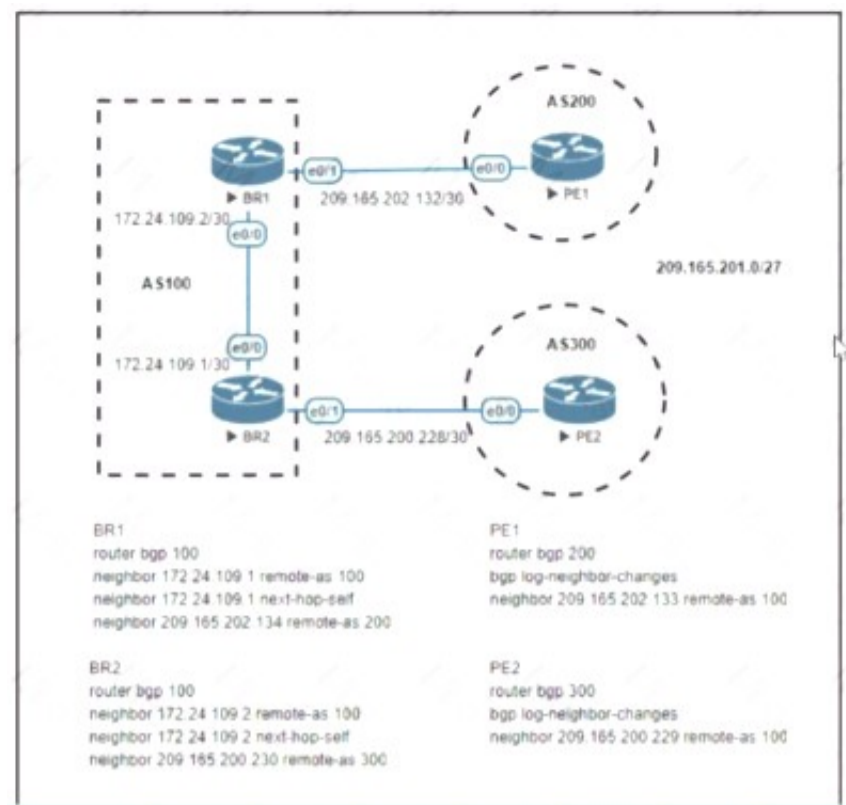 AS200
e0/1
e0/0
▶ BR1
209.165.202.132/30
▶ PE1
172.24.109.2/30
e0/0
209.165.201.0/27
AS100
AS300
e0/0
172.24.109.1/30
e0/1
e0/0
▶ BR2
209.165.200.228/30
▶ PE2
BR1
router bgp 100
neighbor 172.24.109.1 remote-as 100
neighbor 172.24.109.1 next-hop-self
neighbor 209.165.202.134 remote-as 200
PE1
router bgp 200
bgp log-neighbor-changes
neighbor 209.165.202.133 remote-as 100
BR2
router bgp 100
neighbor 172.24.109.2 remote-as 100
neighbor 172.24.109.2 next-hop-self
neighbor 209.165.200.230 remote-as 300
PE2
router bgp 300
bgp log-neighbor-changes
neighbor 209.165.200.229 remote-as 100